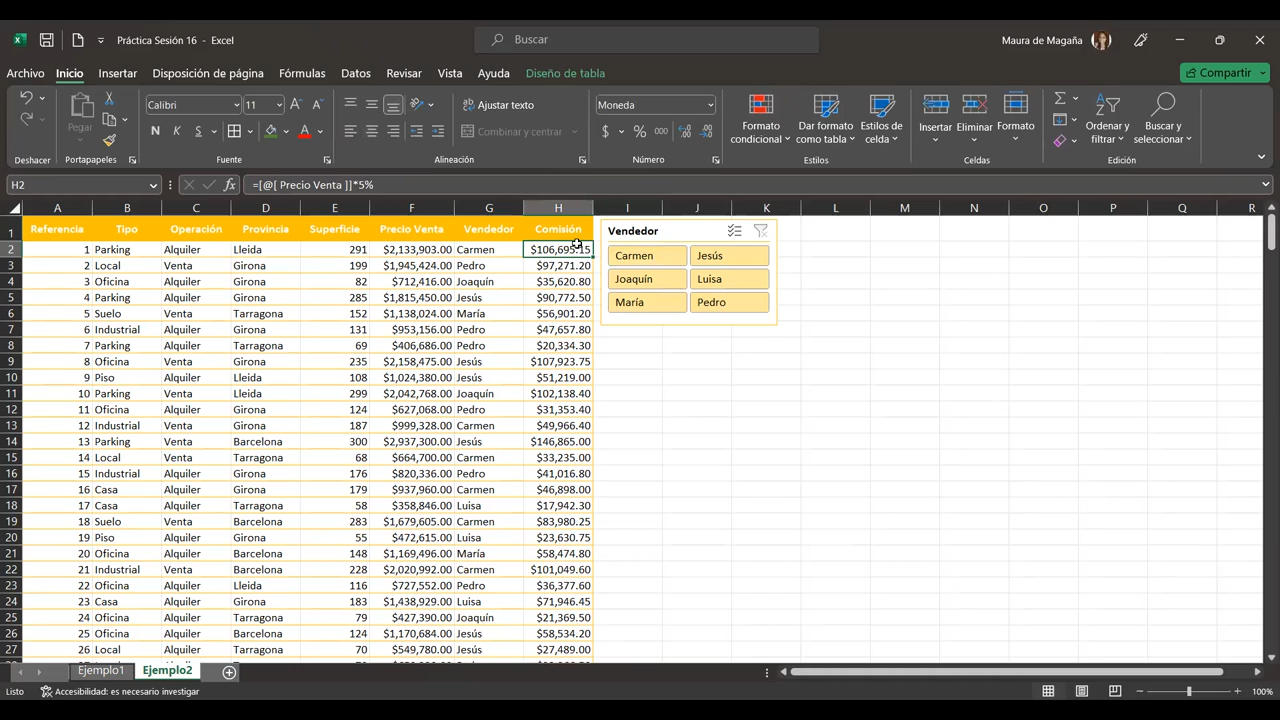 Práctica Sesión 16 - Excel
Buscar
Maura de Magaña
Archivo Inicio Insertar Disposición de página Fórmulas Datos Revisar Vista Ayuda Diseño de tabla Compartir
Pegar Calibri 11 Ajustar texto Moneda
N K S Combinar y centrar $ % 000
Formato condicional Dar formato como tabla Estilos de celda Insertar Eliminar Formato Ordenar y filtrar Buscar y seleccionar
Deshacer Portapapeles Fuente Alineación Número Estilos Celdas Edición
H2 fx =[@[ Precio Venta ]]*5%
A B C D E F G H I J K L M N O P Q R
1 Referencia Tipo Operación Provincia Superficie Precio Venta Vendedor Comisión
2 1 Parking Alquiler Lleida 291 $2,133,903.00 Carmen $106,695.15
3 2 Local Venta Girona 199 $1,945,424.00 Pedro $97,271.20
4 3 Oficina Alquiler Girona 82 $712,416.00 Joaquín $35,620.80
5 4 Parking Alquiler Girona 285 $1,815,450.00 Jesús $90,772.50
6 5 Suelo Venta Tarragona 152 $1,138,024.00 María $56,901.20
7 6 Industrial Alquiler Girona 131 $953,156.00 Pedro $47,657.80
8 7 Parking Alquiler Tarragona 69 $406,686.00 Pedro $20,334.30
9 8 Oficina Venta Girona 235 $2,158,475.00 Jesús $107,923.75
10 9 Piso Alquiler Lleida 108 $1,024,380.00 Jesús $51,219.00
11 10 Parking Venta Lleida 299 $2,042,768.00 Joaquín $102,138.40
12 11 Oficina Alquiler Girona 124 $627,068.00 Pedro $31,353.40
13 12 Industrial Venta Girona 187 $999,328.00 Carmen $49,966.40
14 13 Parking Venta Barcelona 300 $2,937,300.00 Jesús $146,865.00
15 14 Local Venta Tarragona 68 $664,700.00 Carmen $33,235.00
16 15 Industrial Alquiler Girona 176 $820,336.00 Pedro $41,016.80
17 16 Casa Alquiler Girona 179 $937,960.00 Carmen $46,898.00
18 17 Casa Alquiler Tarragona 58 $358,846.00 Luisa $17,942.30
19 18 Suelo Venta Barcelona 283 $1,679,605.00 Carmen $83,980.25
20 19 Piso Alquiler Barcelona 55 $472,615.00 Luisa $23,630.75
21 20 Oficina Alquiler Barcelona 148 $1,169,496.00 María $58,474.80
22 21 Industrial Venta Barcelona 228 $2,020,992.00 Carmen $101,049.60
23 22 Oficina Alquiler Lleida 116 $727,552.00 Pedro $36,377.60
24 23 Casa Alquiler Girona 183 $1,438,929.00 Luisa $71,946.45
25 24 Oficina Alquiler Tarragona 79 $427,390.00 Joaquín $21,369.50
26 25 Oficina Alquiler Barcelona 124 $1,170,684.00 Jesús $58,534.20
27 26 Local Venta Tarragona 70 $549,780.00 Jesús $27,489.00
Vendedor
Carmen Jesús
Joaquín Luisa
María Pedro
Ejemplo1 Ejemplo2
Listo Accesibilidad: es necesario investigar 100%